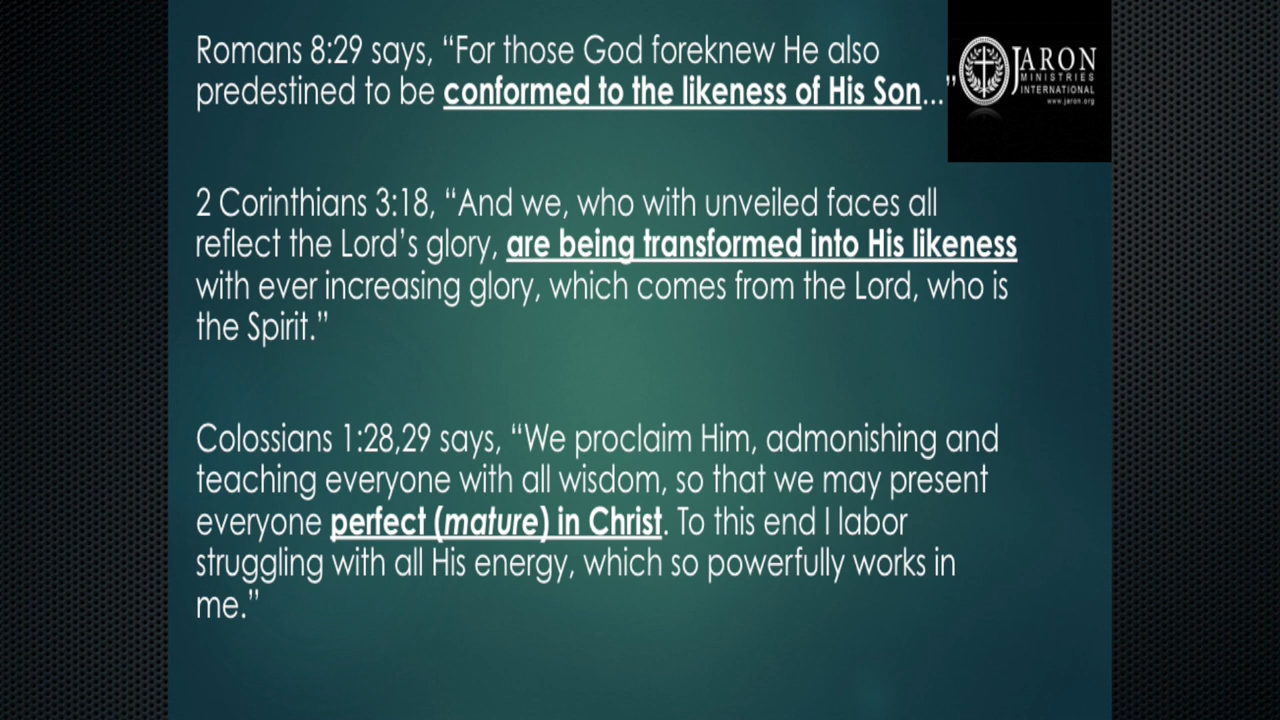 Romans 8:29 says, “For those God foreknew He also
predestined to be conformed to the likeness of His Son...”
JARON
MINISTRIES
INTERNATIONAL
www.jaron.org
2 Corinthians 3:18, “And we, who with unveiled faces all
reflect the Lord’s glory, are being transformed into His likeness
with ever increasing glory, which comes from the Lord, who is
the Spirit.”
Colossians 1:28,29 says, “We proclaim Him, admonishing and
teaching everyone with all wisdom, so that we may present
everyone perfect (mature) in Christ. To this end I labor
struggling with all His energy, which so powerfully works in
me.”